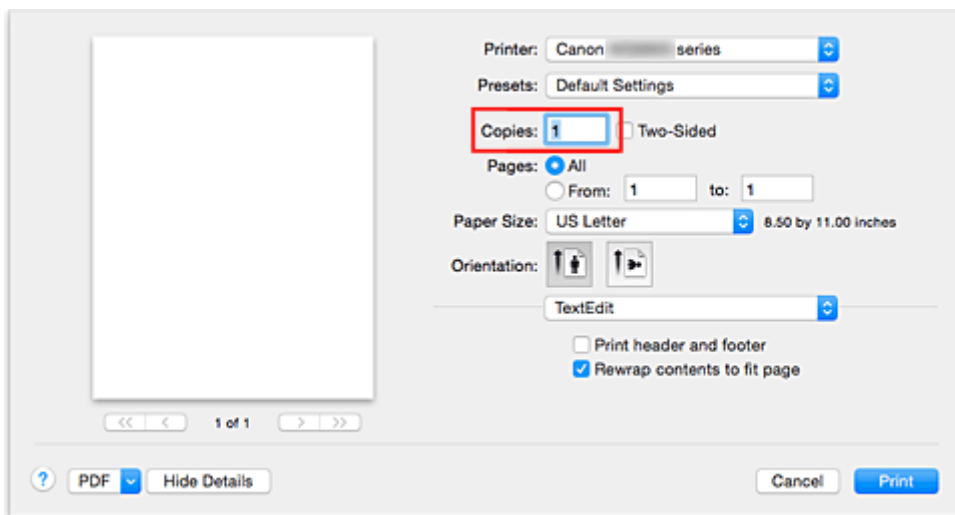 Printer: Canon series
Presets: Default Settings
Copies: 1 Two-Sided
Pages: All
From: 1 to: 1
Paper Size: US Letter 8.50 by 11.00 inches
Orientation:
TextEdit
Print header and footer
Rewrap contents to fit page
<< < 1 of 1 > >>
? PDF Hide Details Cancel Print